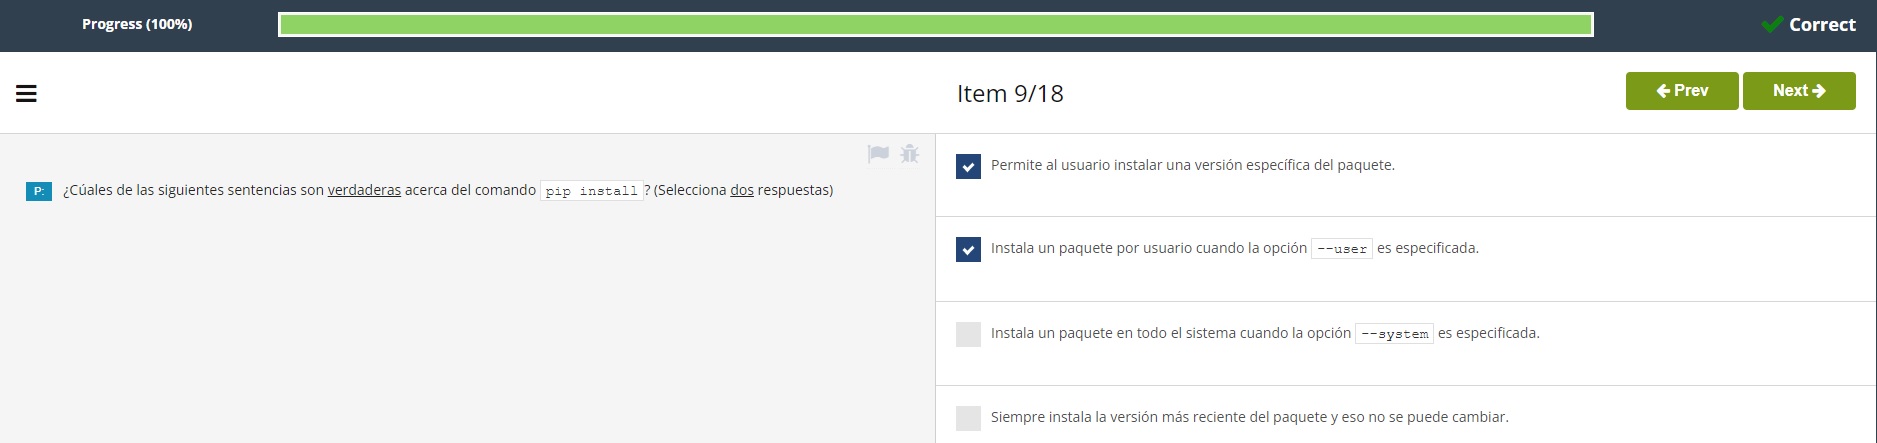 Progress (100%)
Correct
Item 9/18
Prev
Next
P:
¿Cúales de las siguientes sentencias son verdaderas acerca del comando pip install? (Selecciona dos respuestas)
Permite al usuario instalar una versión específica del paquete.
Instala un paquete por usuario cuando la opción --user es especificada.
Instala un paquete en todo el sistema cuando la opción --system es especificada.
Siempre instala la versión más reciente del paquete y eso no se puede cambiar.